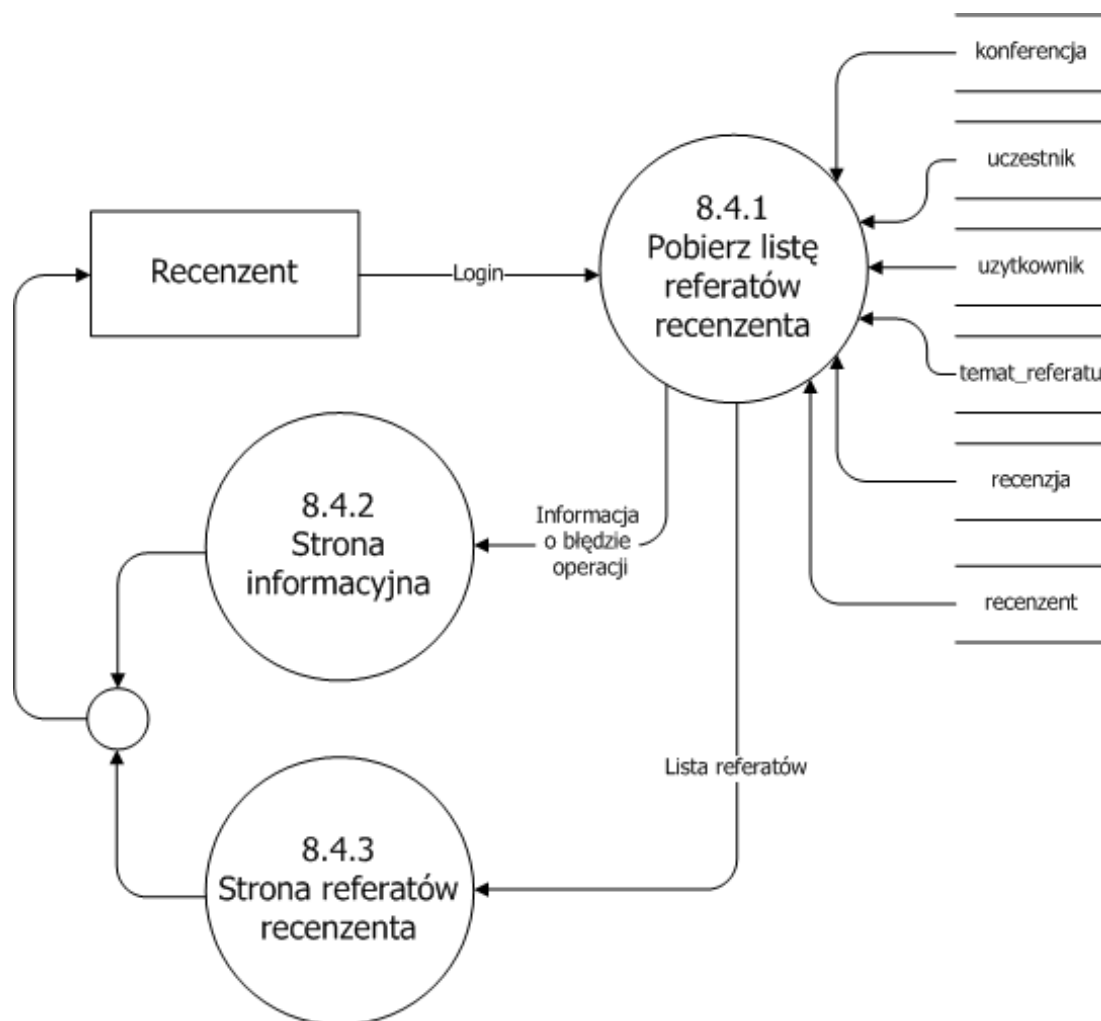 konferencja
uczestnik
8.4.1
Pobierz listę
referatów
recenzenta
Recenzent
Login
uzytkownik
temat_referatu
8.4.2
Strona
informacyjna
Informacja
o błędzie
operacji
recenzja
recenzent
Lista referatów
8.4.3
Strona referatów
recenzenta